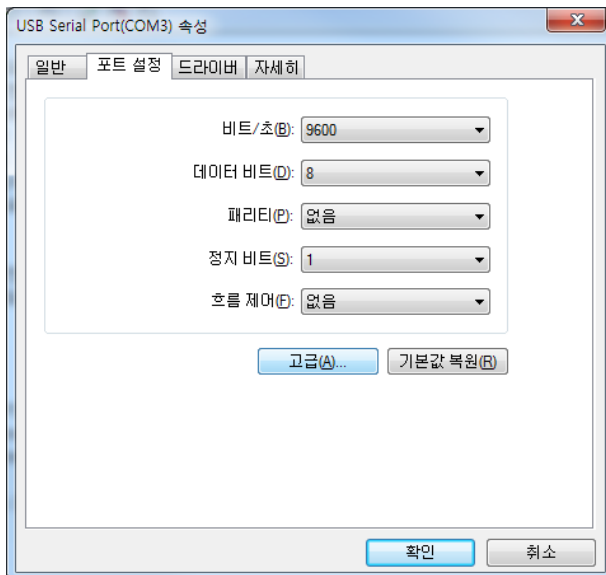 USB Serial Port(COM3) 속성
일반 포트 설정 드라이버 자세히
비트/초(B): 9600
데이터 비트(D): 8
패리티(P): 없음
정지 비트(S): 1
흐름 제어(F): 없음
고급(A)... 기본값 복원(R)
확인 취소